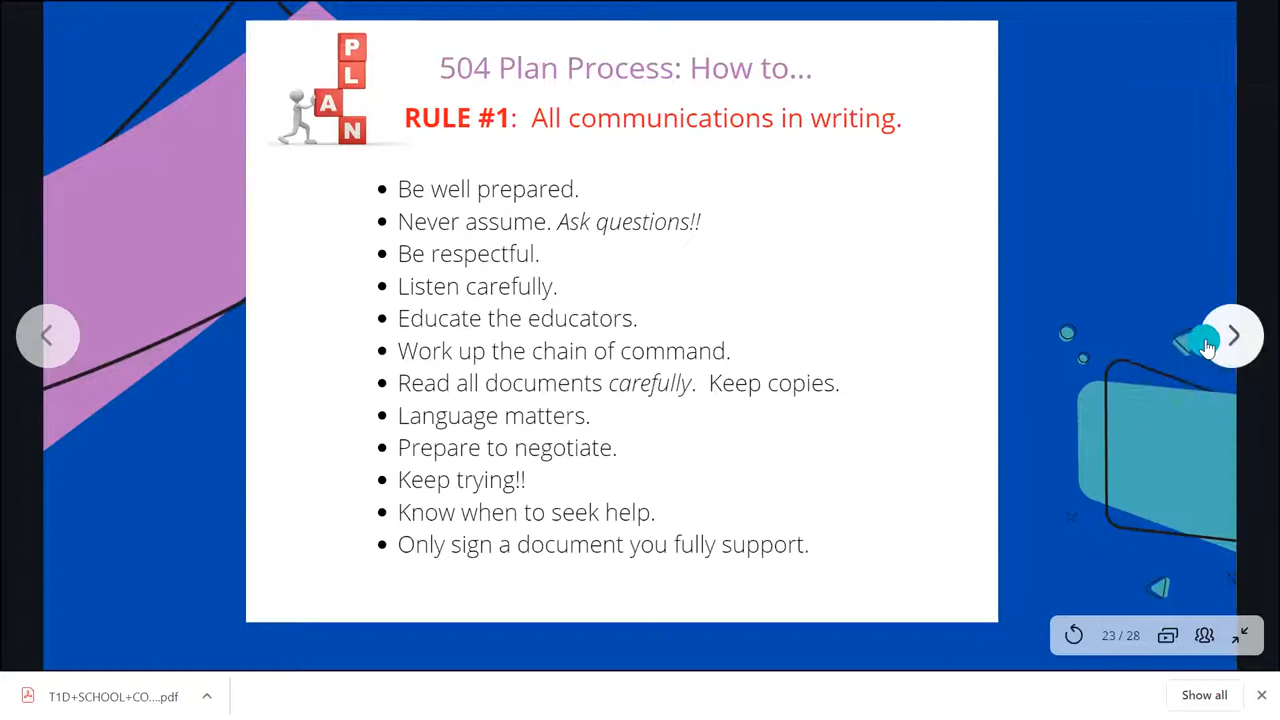 P
L
A
N
504 Plan Process: How to...
RULE #1:  All communications in writing.
Be well prepared.
Never assume. Ask questions!!
Be respectful.
Listen carefully.
Educate the educators.
Work up the chain of command.
Read all documents carefully.  Keep copies.
Language matters.
Prepare to negotiate.
Keep trying!!
Know when to seek help.
Only sign a document you fully support.
23 / 28
T1D+SCHOOL+CO....pdf
Show all